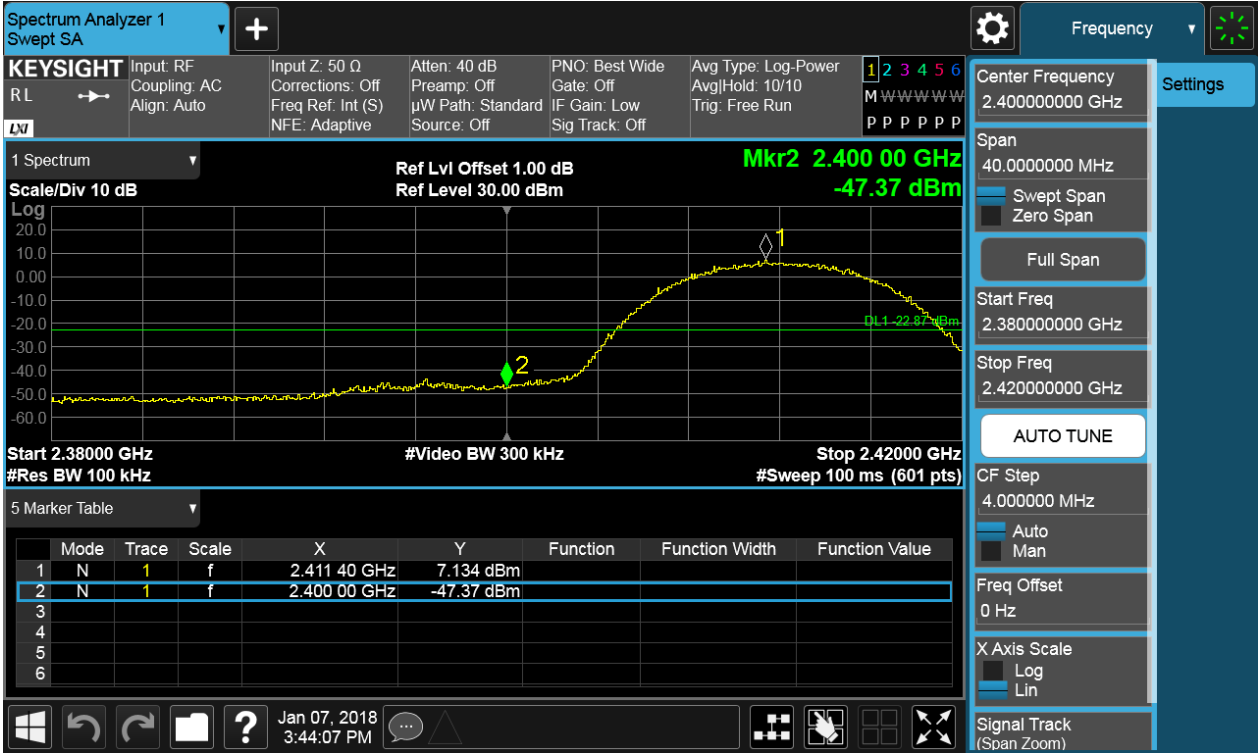 Spectrum Analyzer 1
Swept SA
+
Frequency
KEYSIGHT
R L
LXI
Input: RF
Coupling: AC
Align: Auto
Input Z: 50 Ω
Corrections: Off
Freq Ref: Int (S)
NFE: Adaptive
Atten: 40 dB
Preamp: Off
µW Path: Standard
Source: Off
PNO: Best Wide
Gate: Off
IF Gain: Low
Sig Track: Off
Avg Type: Log-Power
Avg|Hold: 10/10
Trig: Free Run
1 2 3 4 5 6
M W W W W W
P P P P P P
1 Spectrum
Scale/Div 10 dB
Ref Lvl Offset 1.00 dB
Ref Level 30.00 dBm
Mkr2 2.400 00 GHz
-47.37 dBm
Log
20.0
10.0
0.00
-10.0
-20.0
-30.0
-40.0
-50.0
-60.0
1
2
DL1 -22.87 dBm
Start 2.38000 GHz
#Video BW 300 kHz
Stop 2.42000 GHz
#Res BW 100 kHz
#Sweep 100 ms (601 pts)
5 Marker Table
Mode Trace Scale X Y Function Function Width Function Value
1 N 1 f 2.411 40 GHz 7.134 dBm
2 N 1 f 2.400 00 GHz -47.37 dBm
3
4
5
6
?
Jan 07, 2018
3:44:07 PM
Center Frequency
2.400000000 GHz
Span
40.0000000 MHz
Swept Span
Zero Span
Full Span
Start Freq
2.380000000 GHz
Stop Freq
2.420000000 GHz
AUTO TUNE
CF Step
4.000000 MHz
Auto
Man
Freq Offset
0 Hz
X Axis Scale
Log
Lin
Signal Track
(Span Zoom)
Settings